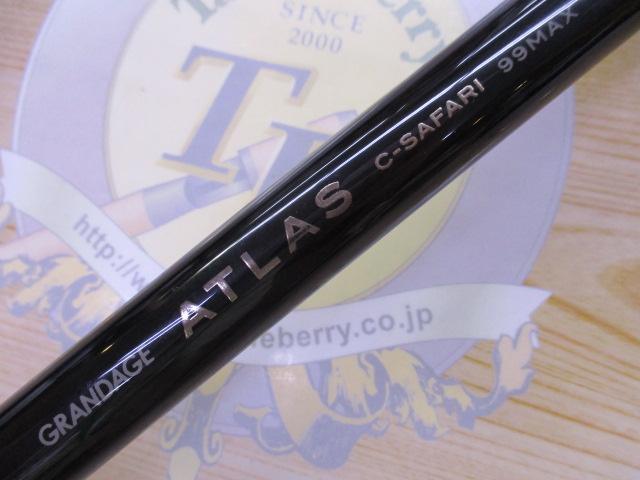 SINCE
2000
http://w
eberry.co.jp
GRANDAGE ATLAS C-SAFARI 99MAX